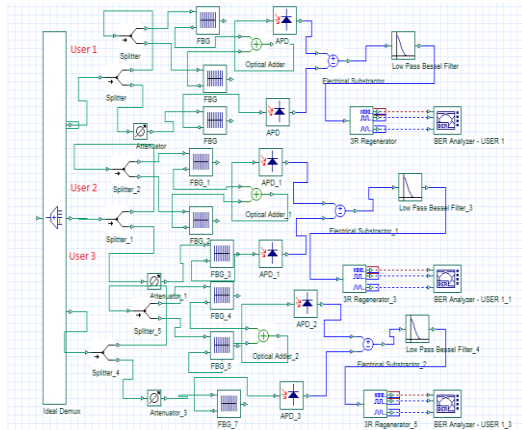 User 1
Splitter
FBG
APD
Optical Adder
Low Pass Bessel Filter
Splitter
FBG
Electrical Substractor
Attenuator
FBG
APD
3R Regenerator
BER Analyzer - USER 1
User 2
Splitter_2
FBG_1
APD_1
Optical Adder_1
Low Pass Bessel Filter_3
Splitter_1
FBG_2
Electrical Substractor_1
User 3
FBG_3
APD_1
Attenuator_1
FBG_4
3R Regenerator_3
BER Analyzer - USER 1_1
APD_2
Splitter_5
Optical Adder_2
Low Pass Bessel Filter_4
Splitter_4
FBG_5
Electrical Substractor_2
Ideal Demux
Attenuator_3
FBG_7
APD_3
3R Regenerator_5
BER Analyzer - USER 1_3